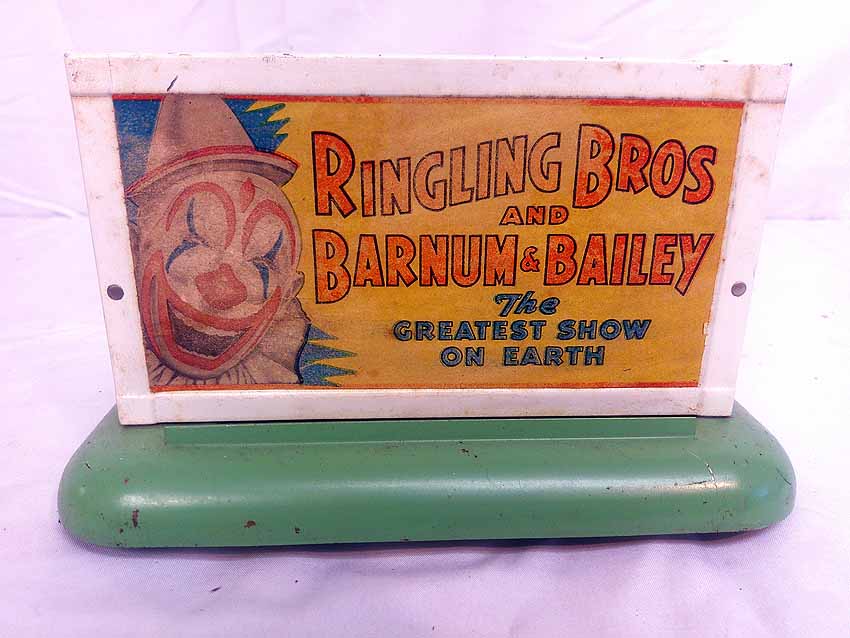 RINGLING BROS
AND
BARNUM & BAILEY
The
GREATEST SHOW
ON EARTH